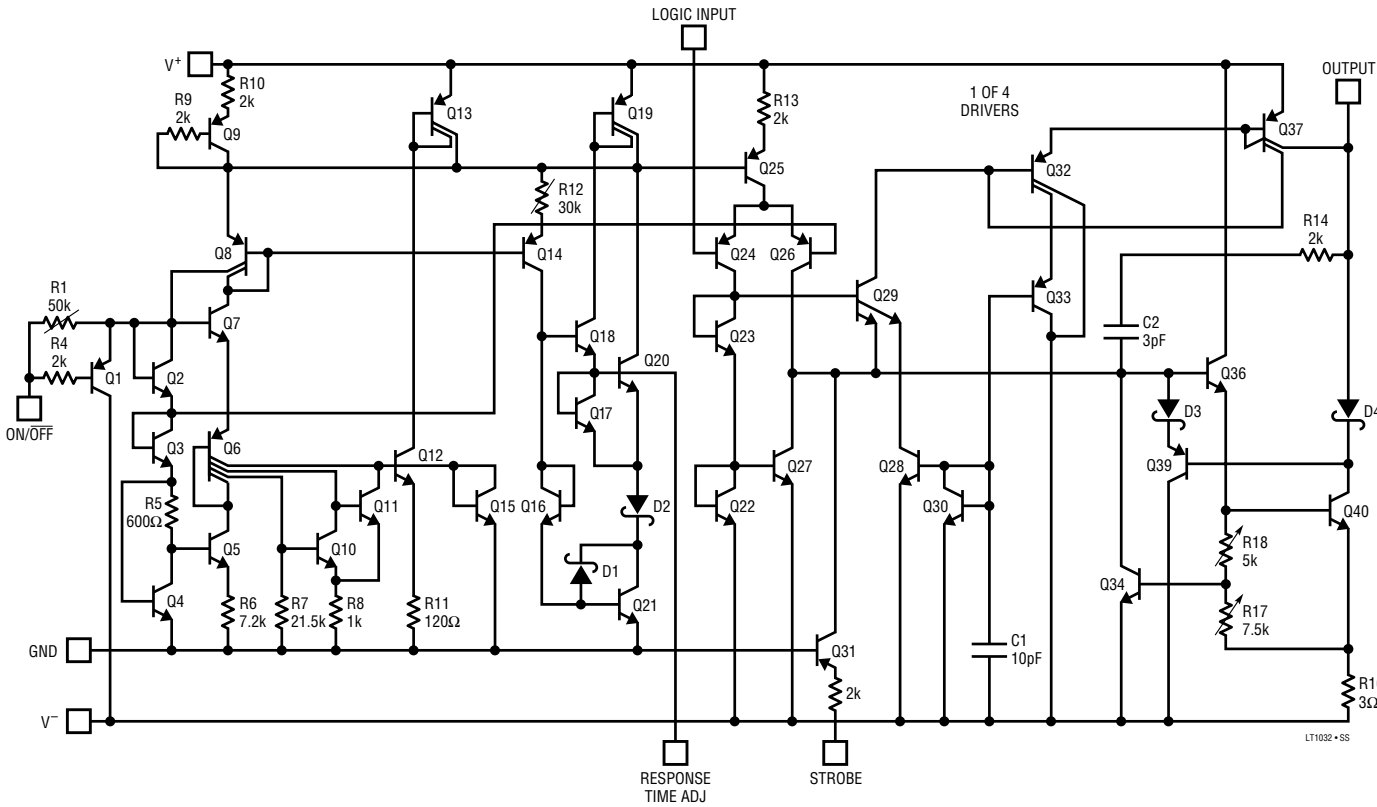 LOGIC INPUT
V+
R10
2k
R9
2k
Q9
Q13
Q19
R13
2k
1 OF 4
DRIVERS
OUTPUT
Q37
Q25
Q32
R12
30k
R14
2k
Q8
Q14
Q24
Q26
R1
50k
Q7
Q29
Q33
C2
3pF
R4
2k
Q1
Q2
Q18
Q20
Q23
Q36
ON/OFF
Q3
Q6
Q17
D3
D4
Q12
Q27
Q28
Q39
R5
600Ω
Q11
Q15
Q16
D2
Q22
Q30
Q40
Q5
Q10
D1
R18
5k
Q4
R6
7.2k
R7
21.5k
R8
1k
R11
120Ω
Q21
Q34
R17
7.5k
GND
Q31
C1
10pF
2k
3Ω
V−
LT1032 • SS
RESPONSE
TIME ADJ
STROBE